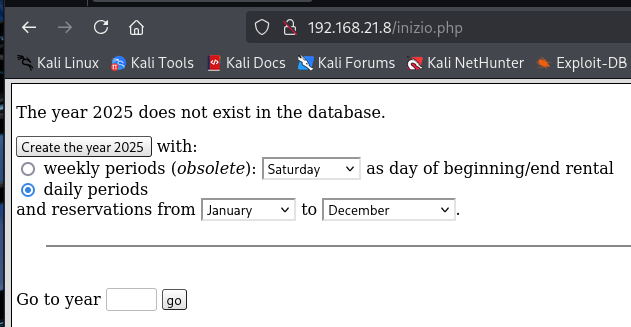 192.168.21.8/inizio.php
Kali Linux Kali Tools Kali Docs Kali Forums Kali NetHunter Exploit-DB
The year 2025 does not exist in the database.
Create the year 2025 with:
weekly periods (obsolete): Saturday as day of beginning/end rental
daily periods
and reservations from January to December.
Go to year go